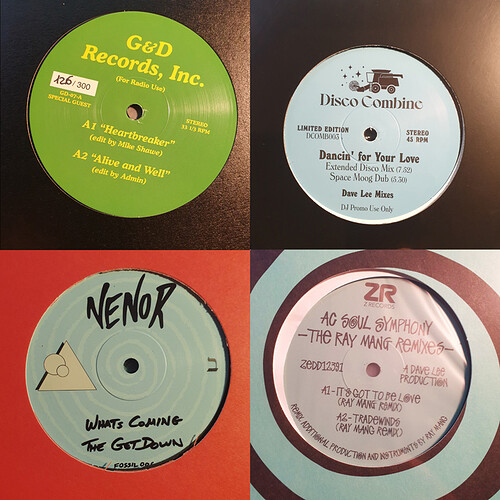 G&D
Records, Inc.
(For Radio Use)
126/300
GD-07-A
SPECIAL GUEST
STEREO
33 1/3 RPM
A1 "Heartbreaker"
(edit by Mike Shawe)
A2 "Alive and Well"
(edit by Admin)
Disco Combine
LIMITED EDITION
DCOMB003
STEREO
45 RPM
Dancin' for Your Love
Extended Disco Mix (7.52)
Space Moog Dub (5.30)
Dave Lee Mixes
DJ Promo Use Only
NENOR
WHATS COMING
THE GET DOWN
FOSSIL 006
ZR
Z RECORDS
AC SOUL SYMPHONY
—THE RAY MANG REMIXES—
ZEDD12391
A DAVE LEE
PRODUCTION
A1-IT'S GOT TO BE LOVE
(RAY MANG REMIX)
A2-TRADEWINDS
(RAY MANG REMIX)
REMIX, ADDITIONAL PRODUCTION AND INSTRUMENTS BY RAY MANG